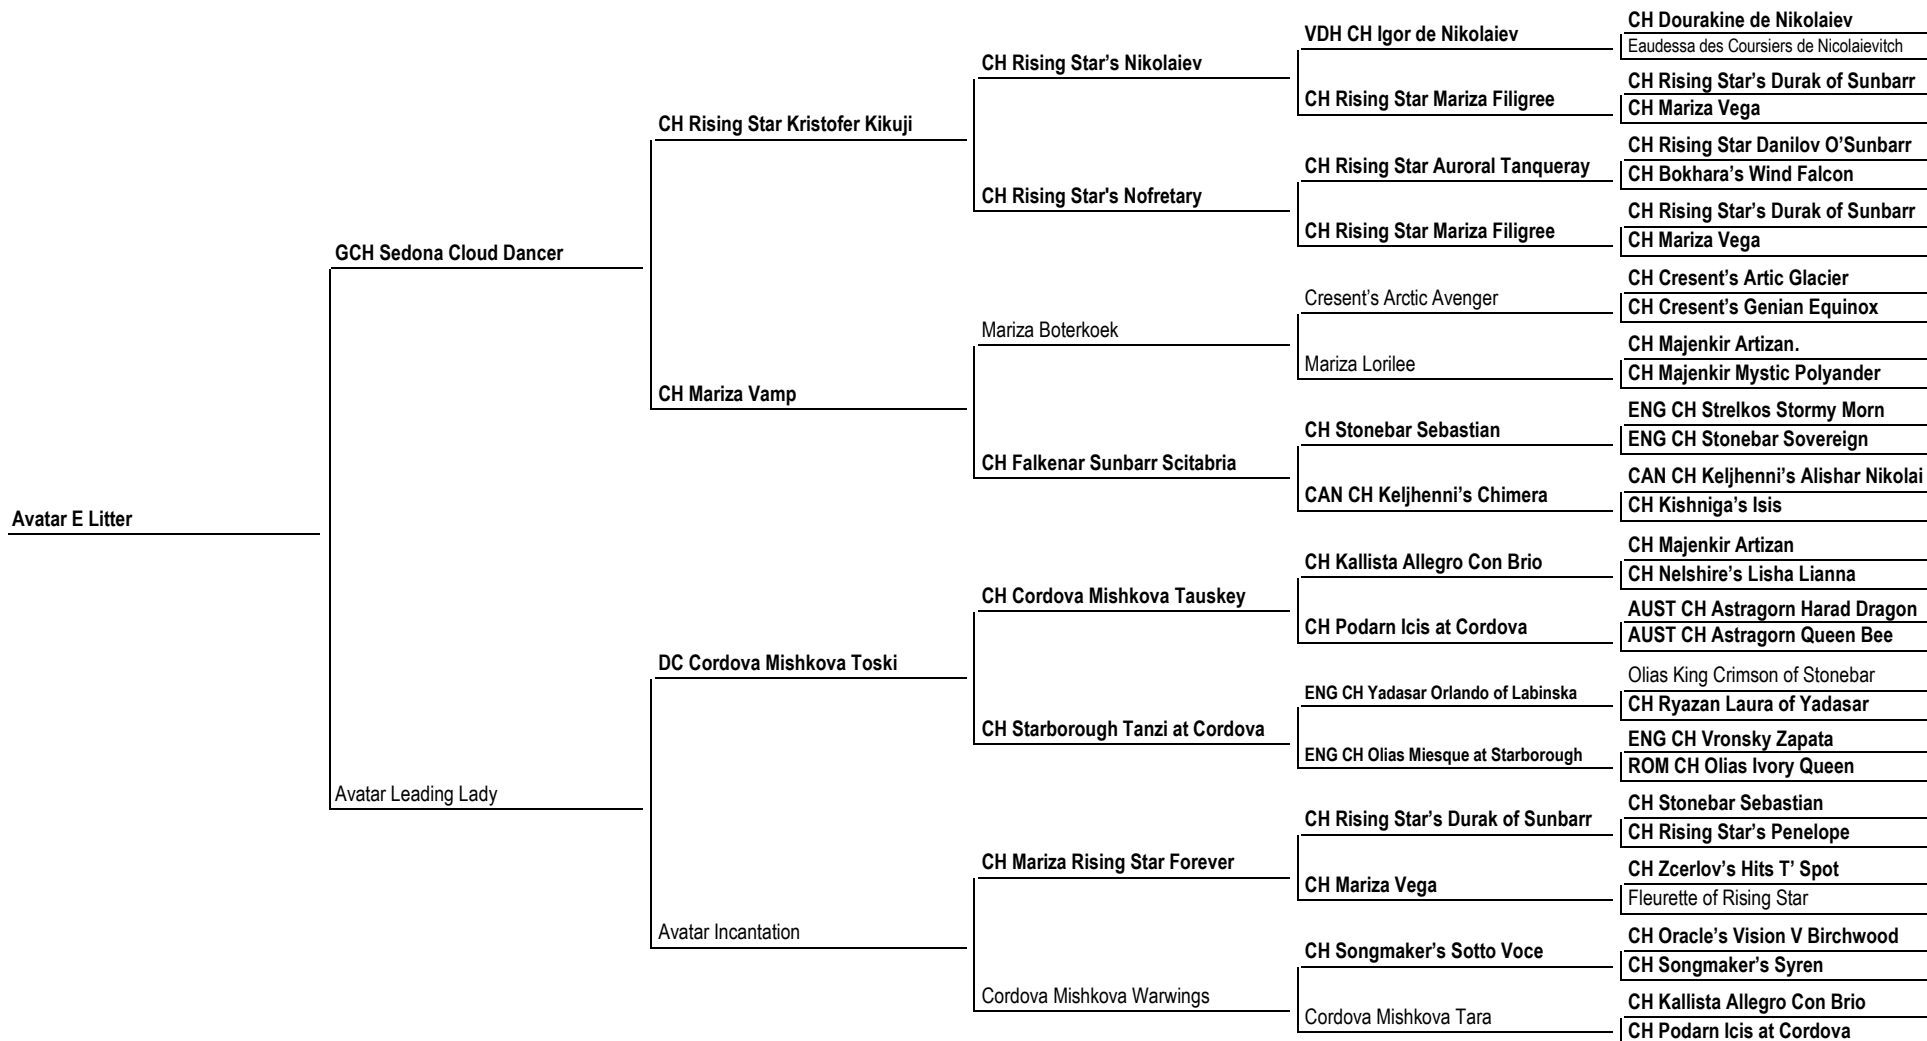 Avatar E Litter
GCH Sedona Cloud Dancer
Avatar Leading Lady
CH Rising Star Kristofer Kikuji
CH Mariza Vamp
DC Cordova Mishkova Toski
Avatar Incantation
CH Rising Star’s Nikolaiev
CH Rising Star's Nofretary
Mariza Boterkoek
CH Falkenar Sunbarr Scitabria
CH Cordova Mishkova Tauskey
CH Starborough Tanzi at Cordova
CH Mariza Rising Star Forever
Cordova Mishkova Warwings
VDH CH Igor de Nikolaiev
CH Rising Star Mariza Filigree
CH Rising Star Auroral Tanqueray
CH Rising Star Mariza Filigree
Cresent’s Arctic Avenger
Mariza Lorilee
CH Stonebar Sebastian
CAN CH Keljhenni’s Chimera
CH Kallista Allegro Con Brio
CH Podarn Icis at Cordova
ENG CH Yadasar Orlando of Labinska
ENG CH Olias Miesque at Starborough
CH Rising Star’s Durak of Sunbarr
CH Mariza Vega
CH Songmaker’s Sotto Voce
Cordova Mishkova Tara
CH Dourakine de Nikolaiev
Eaudessa des Coursiers de Nicolaievitch
CH Rising Star’s Durak of Sunbarr
CH Mariza Vega
CH Rising Star Danilov O’Sunbarr
CH Bokhara’s Wind Falcon
CH Rising Star’s Durak of Sunbarr
CH Mariza Vega
CH Cresent’s Artic Glacier
CH Cresent’s Genian Equinox
CH Majenkir Artizan.
CH Majenkir Mystic Polyander
ENG CH Strelkos Stormy Morn
ENG CH Stonebar Sovereign
CAN CH Keljhenni’s Alishar Nikolai
CH Kishniga’s Isis
CH Majenkir Artizan
CH Nelshire’s Lisha Lianna
AUST CH Astragorn Harad Dragon
AUST CH Astragorn Queen Bee
Olias King Crimson of Stonebar
CH Ryazan Laura of Yadasar
ENG CH Vronsky Zapata
ROM CH Olias Ivory Queen
CH Stonebar Sebastian
CH Rising Star’s Penelope
CH Zcerlov’s Hits T’ Spot
Fleurette of Rising Star
CH Oracle’s Vision V Birchwood
CH Songmaker’s Syren
CH Kallista Allegro Con Brio
CH Podarn Icis at Cordova